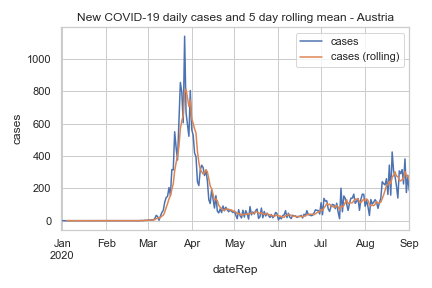 New COVID-19 daily cases and 5 day rolling mean - Austria
cases
cases (rolling)
1000
800
600
400
200
0
cases
Jan Feb Mar Apr May Jun Jul Aug Sep
2020
dateRep